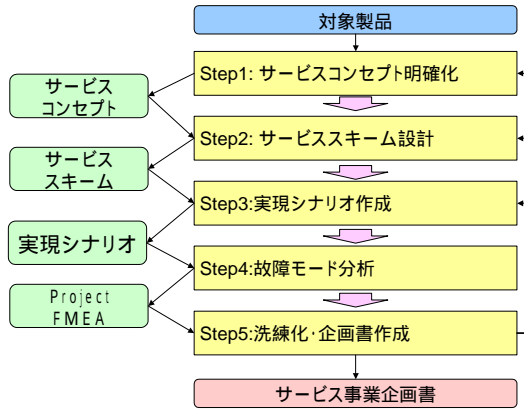 対象製品
Step1: サービスコンセプト明確化
サービス
コンセプト
Step2: サービススキーム設計
サービス
スキーム
Step3:実現シナリオ作成
実現シナリオ
Step4:故障モード分析
Project
FMEA
Step5:洗練化・企画書作成
サービス事業企画書